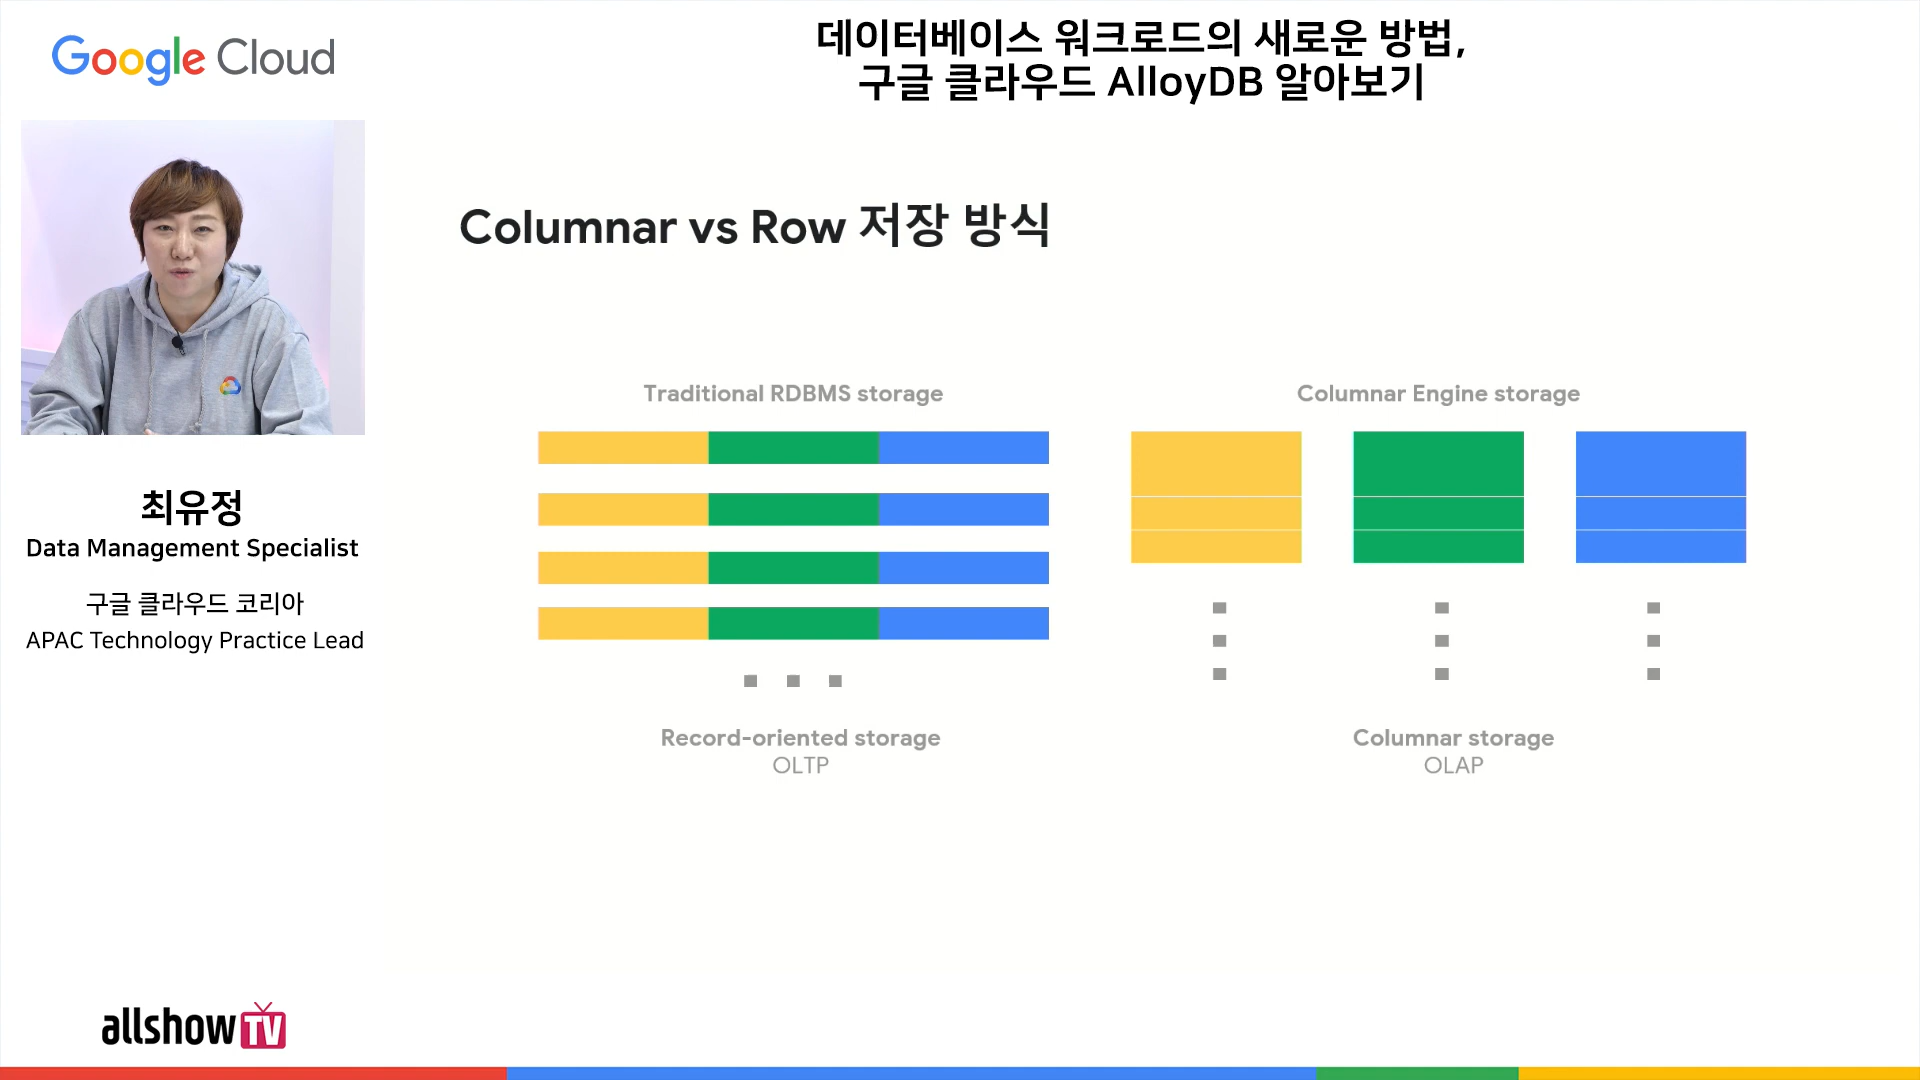 Google Cloud
데이터베이스 워크로드의 새로운 방법,
구글 클라우드 AlloyDB 알아보기
Columnar vs Row 저장 방식
Traditional RDBMS storage
Columnar Engine storage
Record-oriented storage
OLTP
Columnar storage
OLAP
최유정
Data Management Specialist
구글 클라우드 코리아
APAC Technology Practice Lead
allshowTV